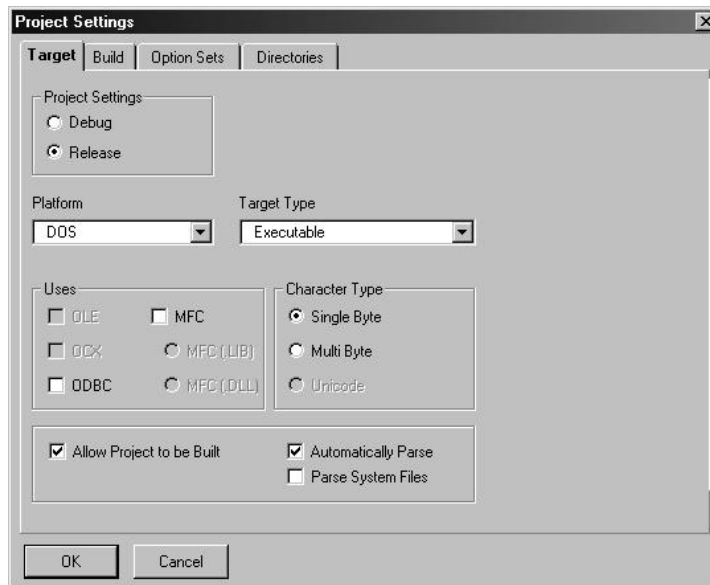 Project Settings
Target Build Option Sets Directories
Project Settings
Debug
Release
Platform Target Type
DOS Executable
Uses Character Type
OLE MFC Single Byte
OCX MFC (.LIB) Multi Byte
ODBC MFC (.DLL) Unicode
Allow Project to be Built Automatically Parse
Parse System Files
OK Cancel